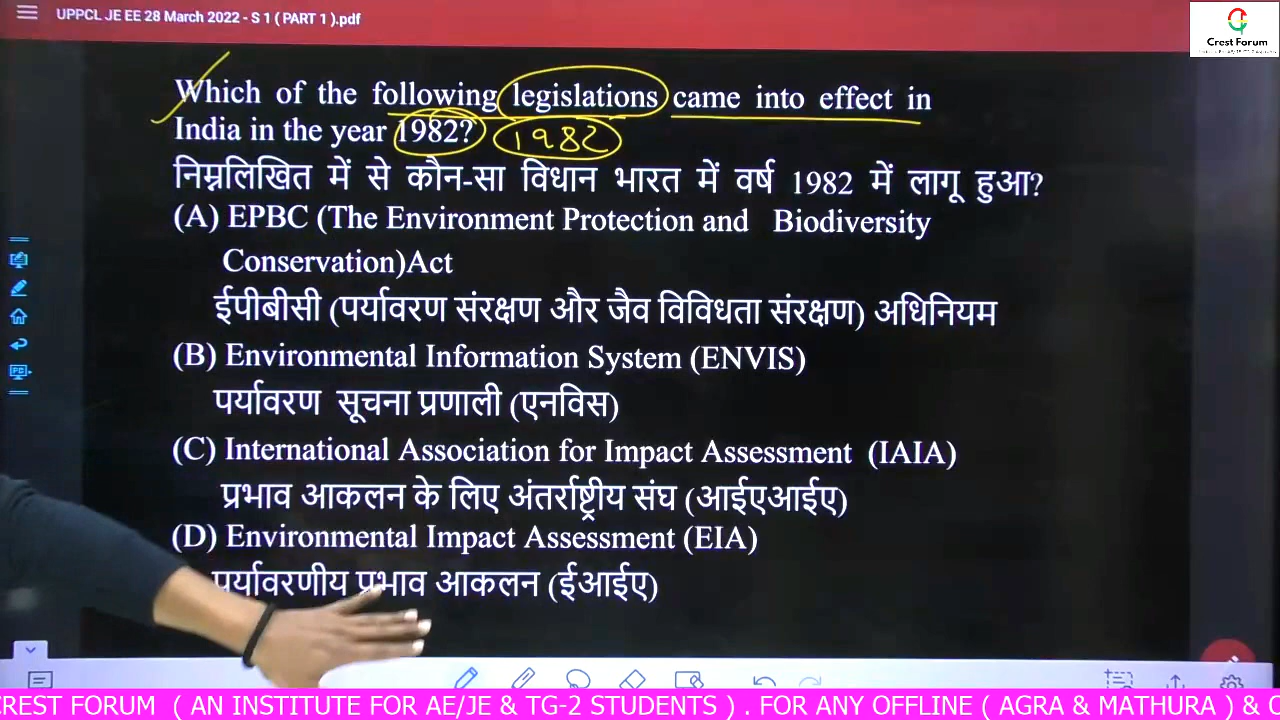 UPPCL JE EE 28 March 2022 - S 1 ( PART 1 ).pdf
Crest Forum
Which of the following legislations came into effect in
India in the year 1982? 1982
निम्नलिखित में से कौन-सा विधान भारत में वर्ष 1982 में लागू हुआ?
(A) EPBC (The Environment Protection and Biodiversity
Conservation)Act
ईपीबीसी (पर्यावरण संरक्षण और जैव विविधता संरक्षण) अधिनियम
(B) Environmental Information System (ENVIS)
पर्यावरण सूचना प्रणाली (एनविस)
(C) International Association for Impact Assessment (IAIA)
प्रभाव आकलन के लिए अंतर्राष्ट्रीय संघ (आईएआईए)
(D) Environmental Impact Assessment (EIA)
पर्यावरणीय प्रभाव आकलन (ईआईए)
CREST FORUM ( AN INSTITUTE FOR AE/JE & TG-2 STUDENTS ) . FOR ANY OFFLINE ( AGRA & MATHURA ) &